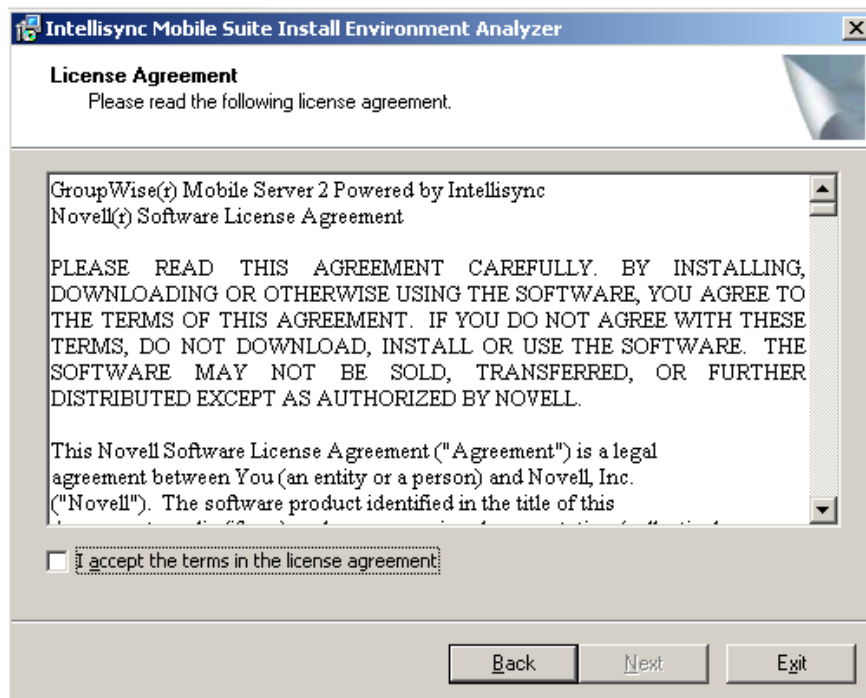 Intellisync Mobile Suite Install Environment Analyzer
License Agreement
Please read the following license agreement.
GroupWise(r) Mobile Server 2 Powered by Intellisync
Novell(r) Software License Agreement
PLEASE READ THIS AGREEMENT CAREFULLY. BY INSTALLING,
DOWNLOADING OR OTHERWISE USING THE SOFTWARE, YOU AGREE TO
THE TERMS OF THIS AGREEMENT. IF YOU DO NOT AGREE WITH THESE
TERMS, DO NOT DOWNLOAD, INSTALL OR USE THE SOFTWARE. THE
SOFTWARE MAY NOT BE SOLD, TRANSFERRED, OR FURTHER
DISTRIBUTED EXCEPT AS AUTHORIZED BY NOVELL.
This Novell Software License Agreement ("Agreement") is a legal
agreement between You (an entity or a person) and Novell, Inc.
("Novell"). The software product identified in the title of this
I accept the terms in the license agreement
Back Next Exit